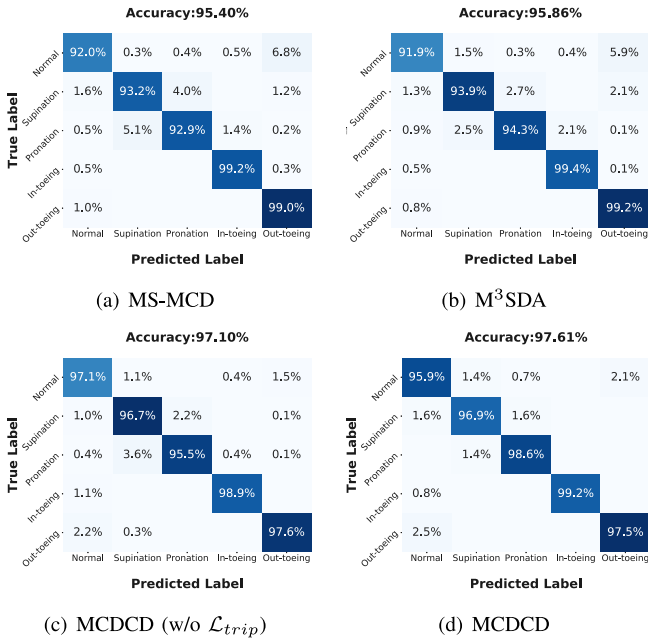 Accuracy:95.40%
True Label
Normal 92.0% 0.3% 0.4% 0.5% 6.8%
Supination 1.6% 93.2% 4.0% 1.2%
Pronation 0.5% 5.1% 92.9% 1.4% 0.2%
In-toeing 0.5% 99.2% 0.3%
Out-toeing 1.0% 99.0%
Normal Supination Pronation In-toeing Out-toeing
Predicted Label
(a) MS-MCD
Accuracy:95.86%
True Label
Normal 91.9% 1.5% 0.3% 0.4% 5.9%
Supination 1.3% 93.9% 2.7% 2.1%
Pronation 0.9% 2.5% 94.3% 2.1% 0.1%
In-toeing 0.5% 99.4% 0.1%
Out-toeing 0.8% 99.2%
Normal Supination Pronation In-toeing Out-toeing
Predicted Label
(b) M³SDA
Accuracy:97.10%
True Label
Normal 97.1% 1.1% 0.4% 1.5%
Supination 1.0% 96.7% 2.2% 0.1%
Pronation 0.4% 3.6% 95.5% 0.4% 0.1%
In-toeing 1.1% 98.9%
Out-toeing 2.2% 0.3% 97.6%
Normal Supination Pronation In-toeing Out-toeing
Predicted Label
(c) MCDCD (w/o ℒtrip)
Accuracy:97.61%
True Label
Normal 95.9% 1.4% 0.7% 2.1%
Supination 1.6% 96.9% 1.6%
Pronation 1.4% 98.6%
In-toeing 0.8% 99.2%
Out-toeing 2.5% 97.5%
Normal Supination Pronation In-toeing Out-toeing
Predicted Label
(d) MCDCD